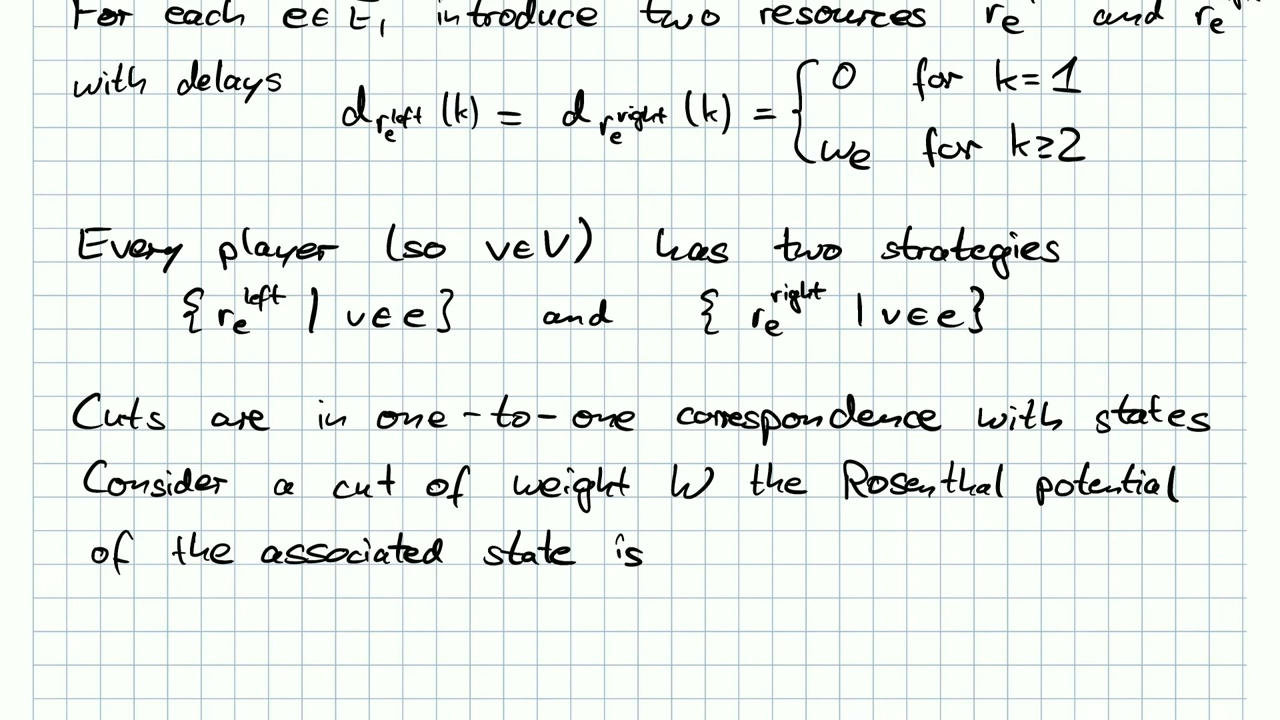 For each e∈E, introduce two resources r_e and r_e
with delays d_{r_e^{left}}(k) = d_{r_e^{right}}(k) = { 0 for k=1
w_e for k≥2
Every player (so v∈V) has two strategies
{ r_e^{left} | v∈e } and { r_e^{right} | v∈e }
Cuts are in one-to-one correspondence with states
Consider a cut of weight W the Rosenthal potential
of the associated state is